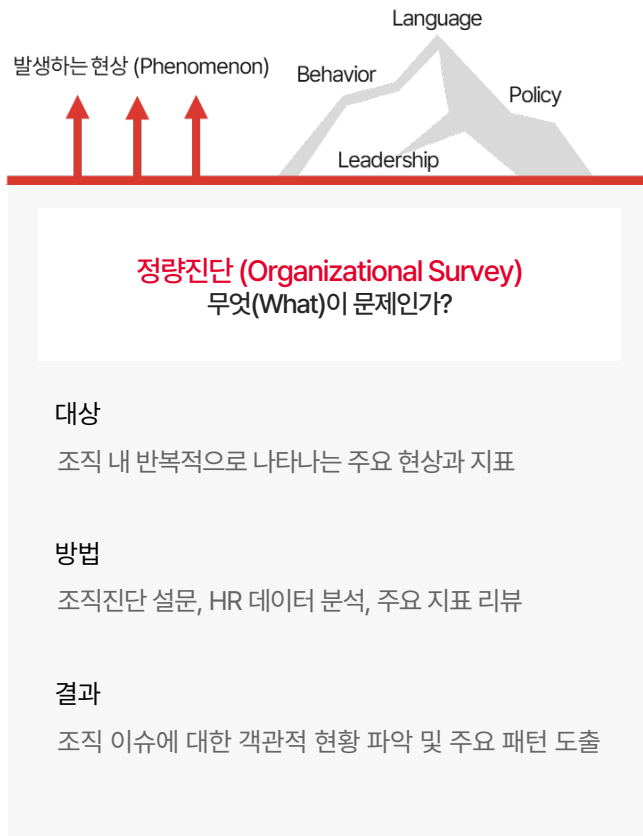 Language
발생하는 현상 (Phenomenon)
Behavior
Policy
Leadership
정량진단 (Organizational Survey)
무엇(What)이 문제인가?
대상
조직 내 반복적으로 나타나는 주요 현상과 지표
방법
조직진단 설문, HR 데이터 분석, 주요 지표 리뷰
결과
조직 이슈에 대한 객관적 현황 파악 및 주요 패턴 도출